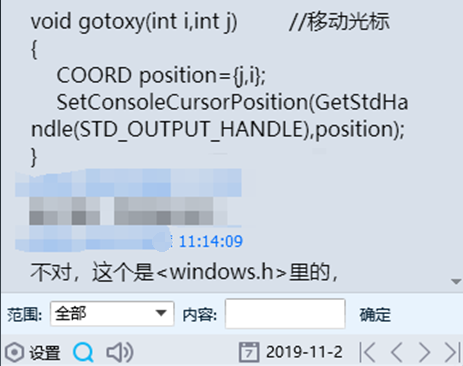 void gotoxy(int i,int j)        //移动光标
{
    COORD position={j,i};
    SetConsoleCursorPosition(GetStdHa
ndle(STD_OUTPUT_HANDLE),position);
}
11:14:09
不对，这个是<windows.h>里的，
范围: 全部 内容: 确定
设置 7 2019-11-2